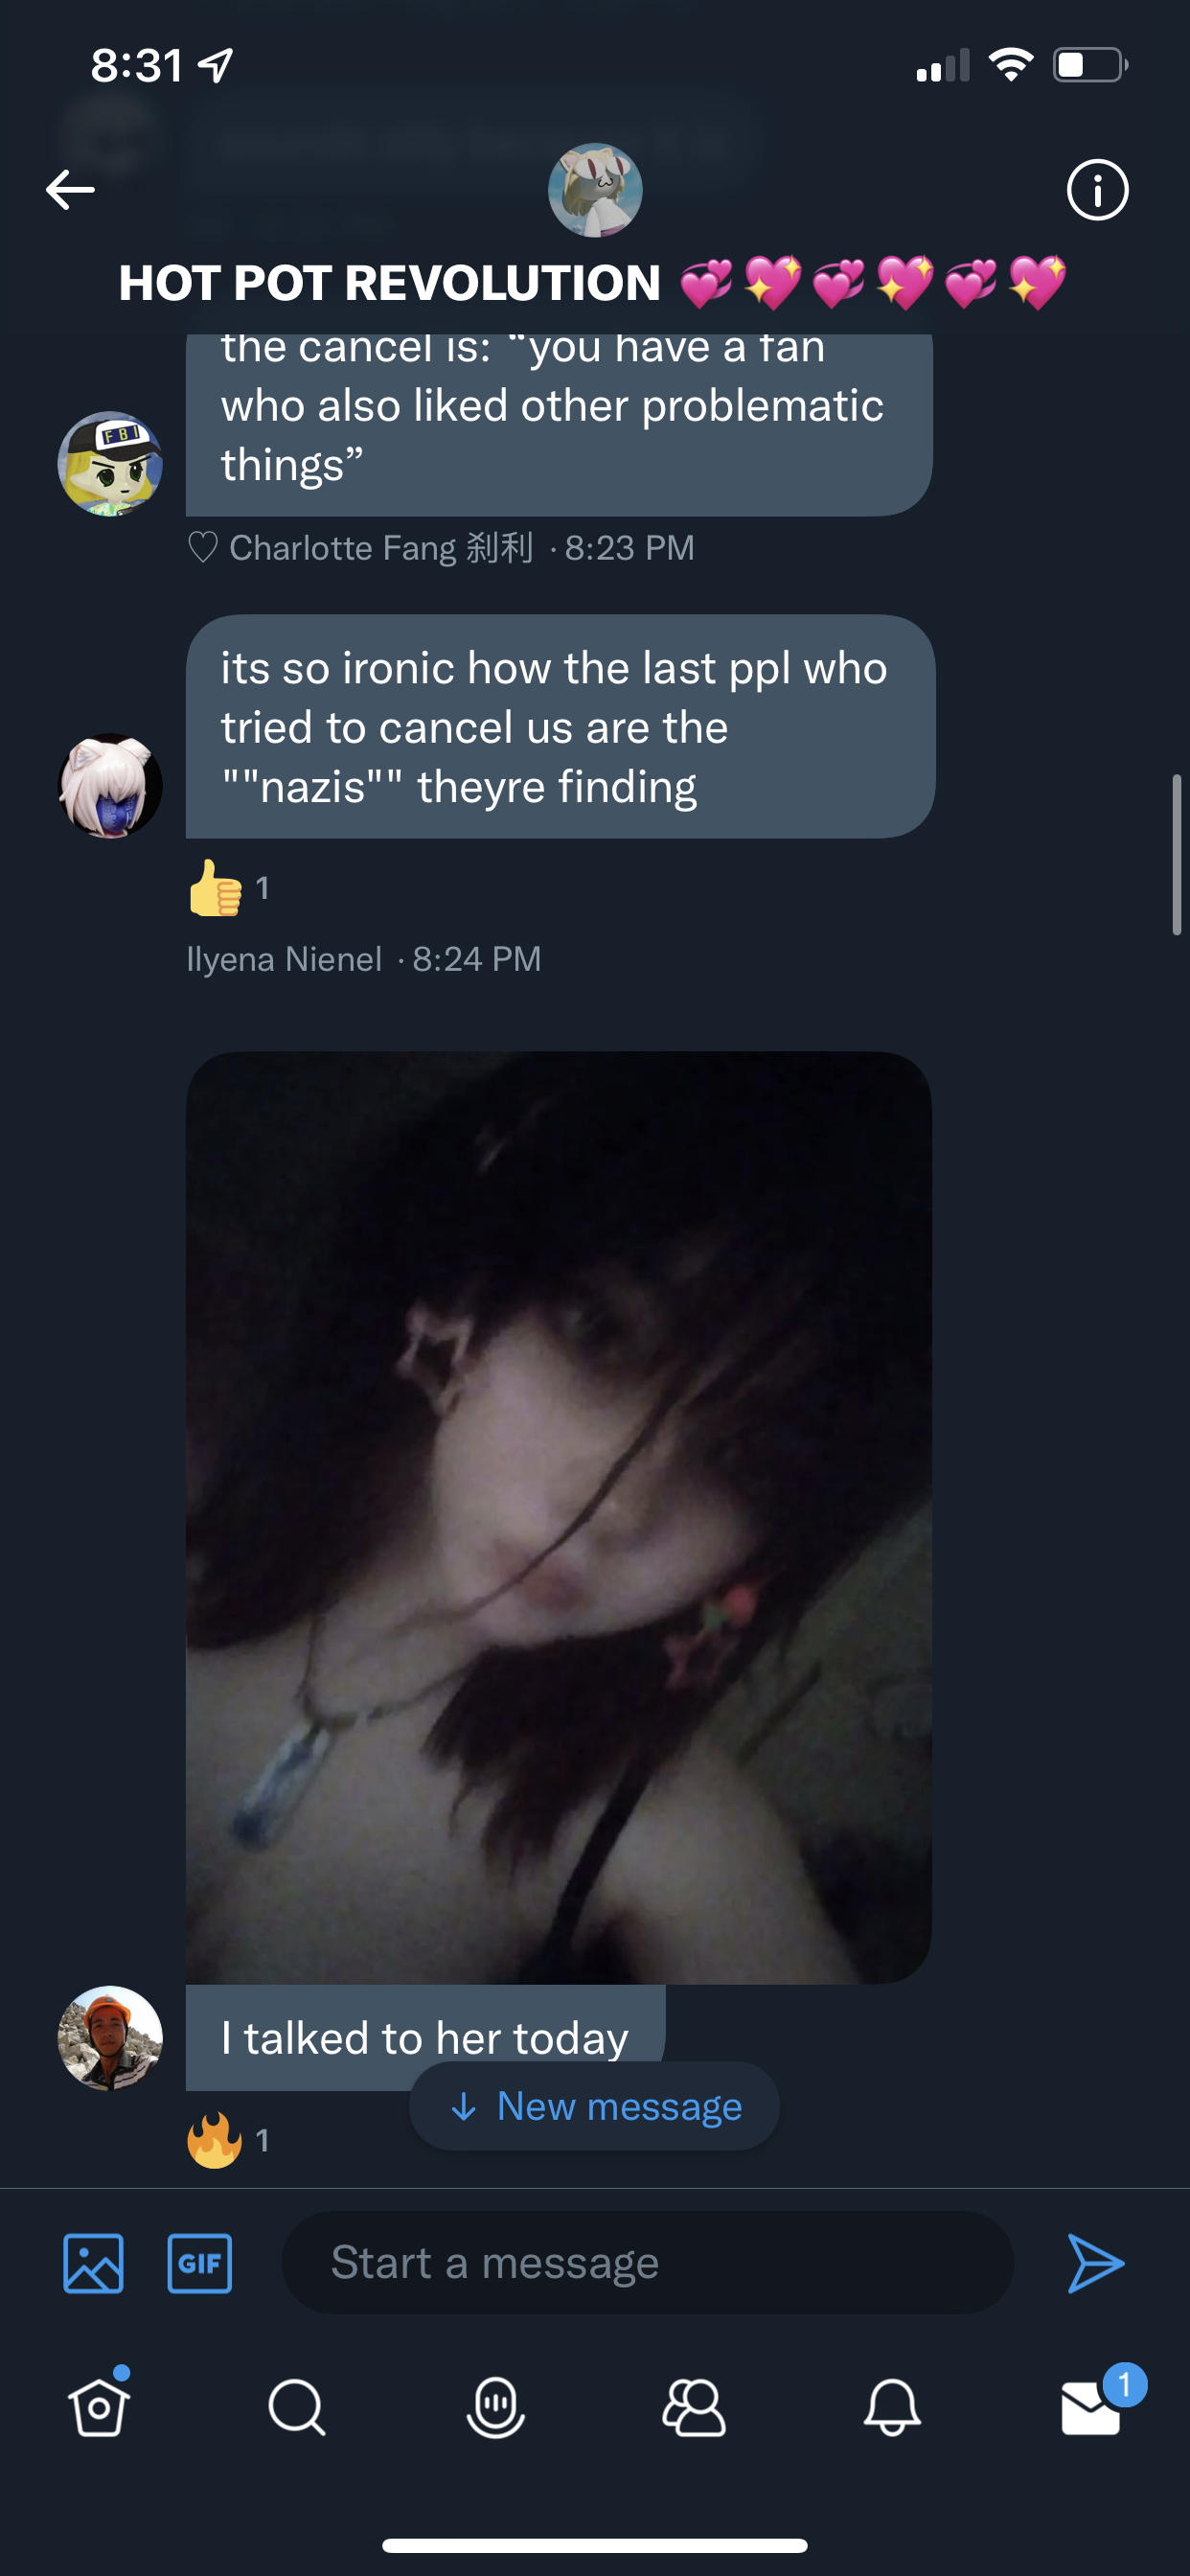 8:31
HOT POT REVOLUTION 💞💖💞💖💞💖
the cancel is: “you have a fan
who also liked other problematic
things”
FBI
♡ Charlotte Fang 刹利 · 8:23 PM
its so ironic how the last ppl who
tried to cancel us are the
""nazis"" theyre finding
👍 1
Ilyena Nienel · 8:24 PM
I talked to her today
↓ New message
🔥 1
GIF
Start a message
1